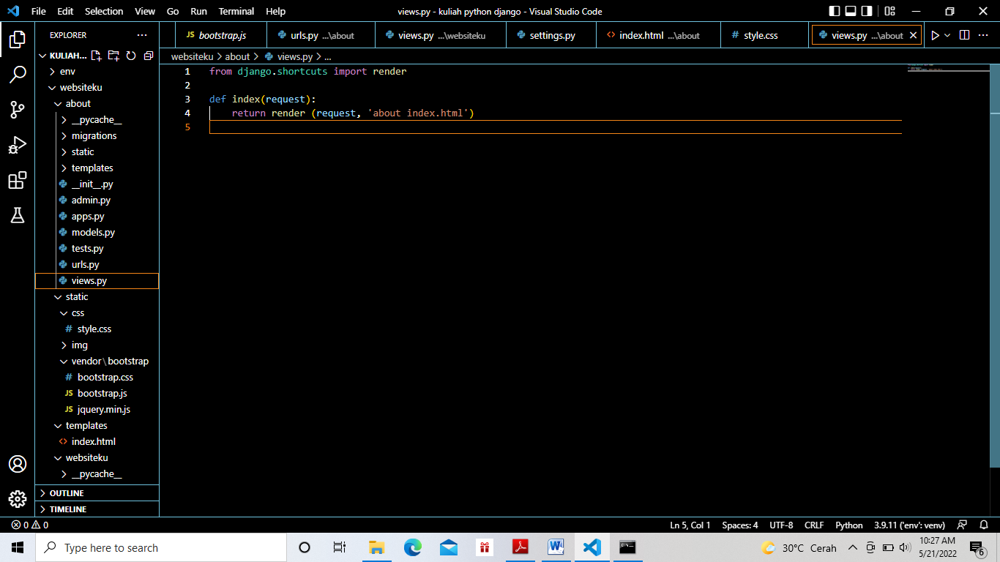 File Edit Selection View Go Run Terminal Help views.py - kuliah python django - Visual Studio Code
EXPLORER ···
JS bootstrap.js urls.py ...\about views.py ...\websiteku settings.py <> index.html ...\about # style.css views.py ...\about
KULIAH...
websiteku > about > views.py > ...
env
websiteku
about
__pycache__
migrations
static
templates
__init__.py
admin.py
apps.py
models.py
tests.py
urls.py
views.py
static
css
# style.css
img
vendor\bootstrap
# bootstrap.css
JS bootstrap.js
JS jquery.min.js
templates
<> index.html
websiteku
__pycache__
OUTLINE
TIMELINE
1 from django.shortcuts import render
2
3 def index(request):
4 return render (request, 'about index.html')
5
0 0 Ln 5, Col 1 Spaces: 4 UTF-8 CRLF Python 3.9.11 ('env': venv)
Type here to search
30°C Cerah
10:27 AM
5/21/2022
6